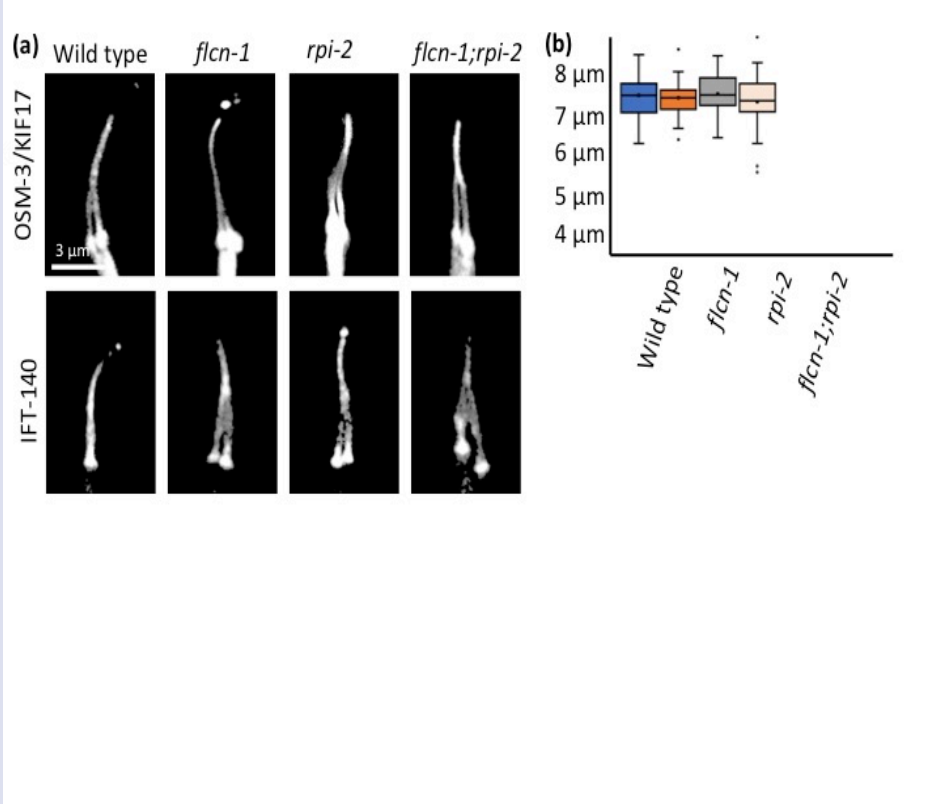 (a) Wild type flcn-1 rpi-2 flcn-1;rpi-2
OSM-3/KIF17
3 µm
IFT-140
(b)
8 µm
7 µm
6 µm
5 µm
4 µm
Wild type
flcn-1
rpi-2
flcn-1;rpi-2